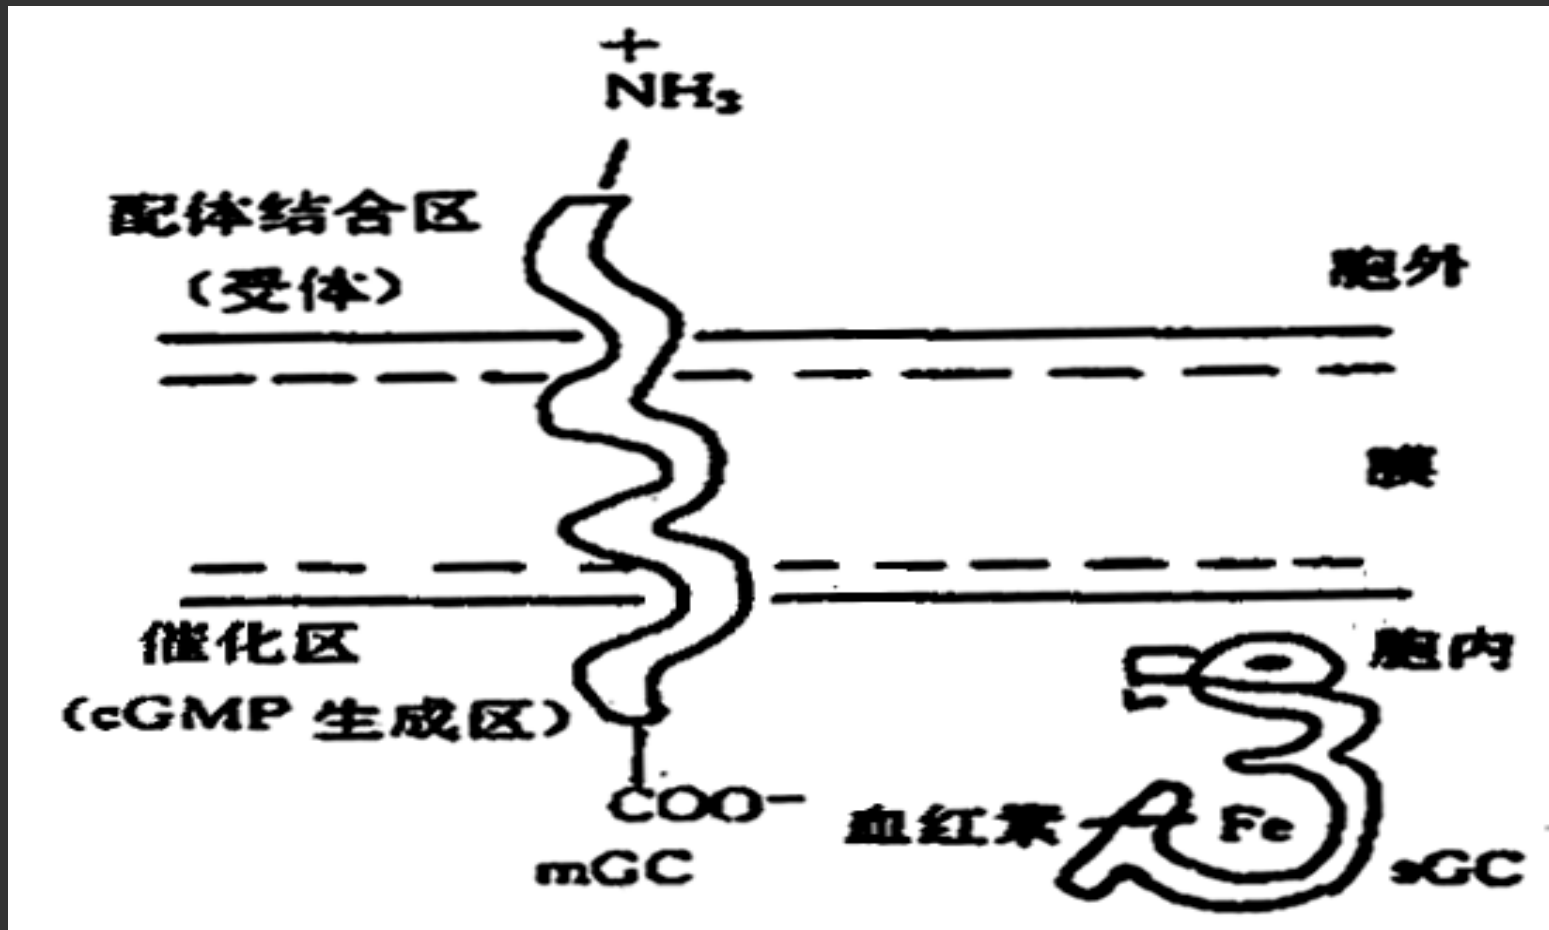 +
NH₃
配体结合区
(受体)
胞外
膜
催化区
(cGMP 生成区)
胞内
COO⁻
血红素
Fe
mGC
sGC